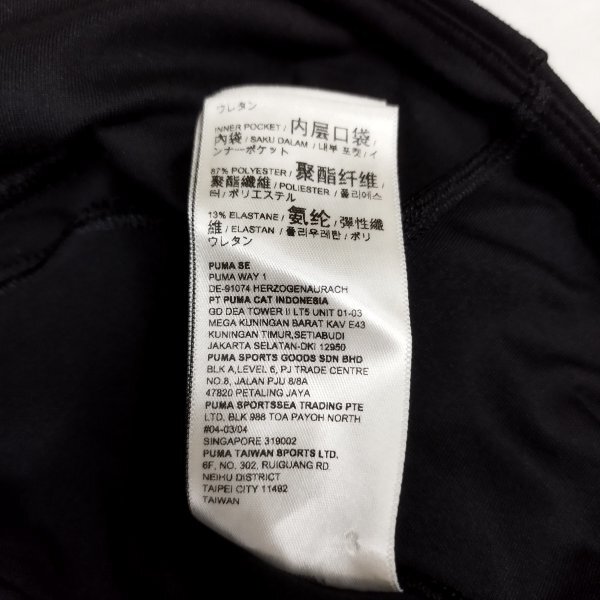 ウレタン
INNER POCKET / 内层口袋 /
內袋 / SAKU DALAM / 내부 포켓 / イ
ンナーポケット
87% POLYESTER / 聚酯纤维 /
聚酯纖維 / POLIESTER / 폴리에스
터 / ポリエステル
13% ELASTANE / 氨纶 / 彈性纖
維 / ELASTAN / 폴리우레탄 / ポリ
ウレタン
PUMA SE
PUMA WAY 1
DE-91074 HERZOGENAURACH
PT PUMA CAT INDONESIA
GD DEA TOWER II LT5 UNIT 01-03
MEGA KUNINGAN BARAT KAV E43
KUNINGAN TIMUR,SETIABUDI
JAKARTA SELATAN-DKI 12950
PUMA SPORTS GOODS SDN BHD
BLK A,LEVEL 6, PJ TRADE CENTRE
NO.8, JALAN PJU 8/8A
47820 PETALING JAYA
PUMA SPORTSSEA TRADING PTE
LTD, BLK 988 TOA PAYOH NORTH
#04-03/04
SINGAPORE 319002
PUMA TAIWAN SPORTS LTD.
6F, NO. 302, RUIGUANG RD
NEIHU DISTRICT
TAIPEI CITY 11492
TAIWAN